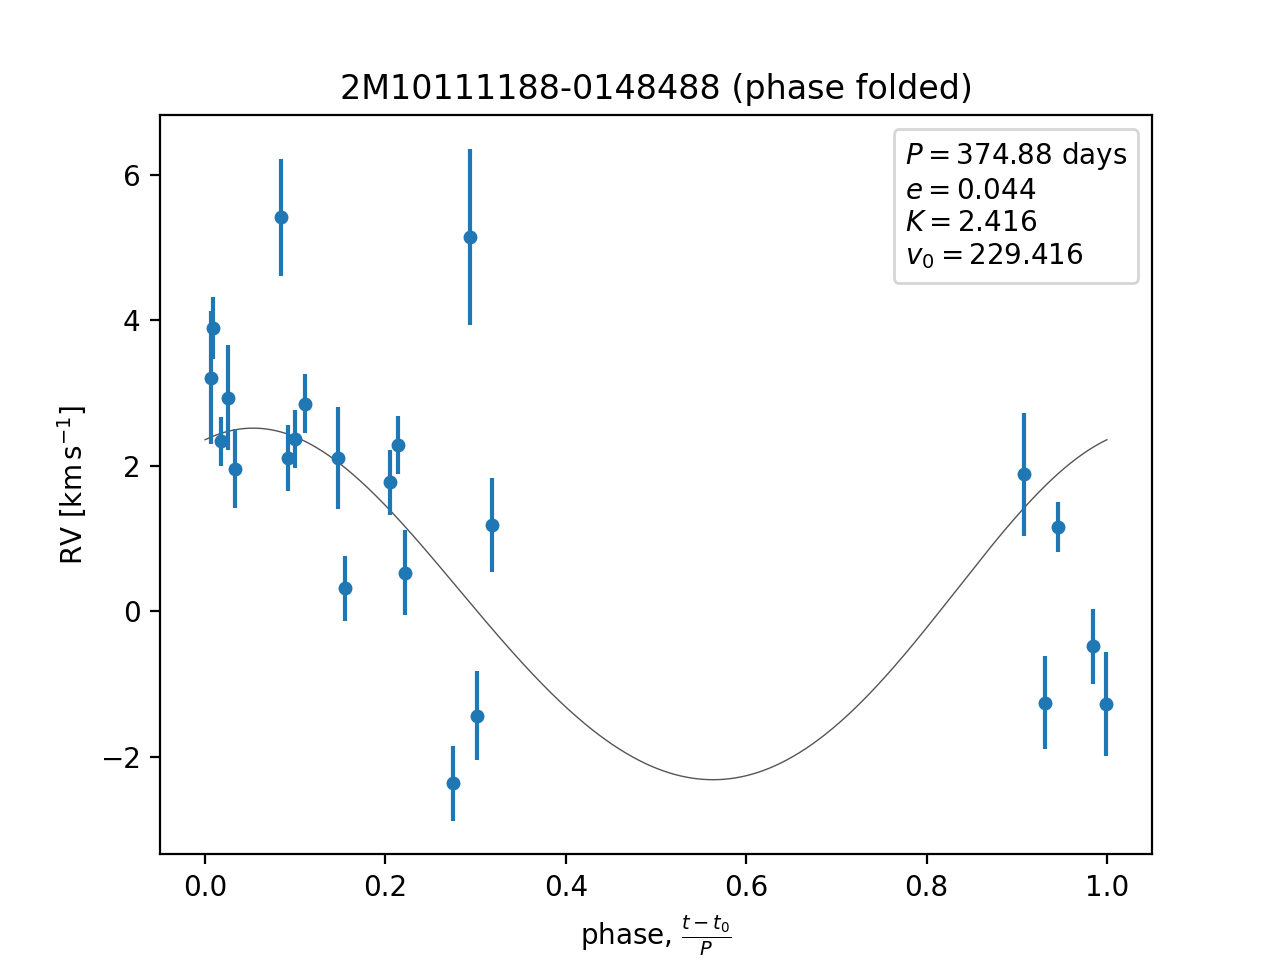 2M10111188-0148488 (phase folded)
P = 374.88 days
e = 0.044
K = 2.416
v₀ = 229.416
RV [km s⁻¹]
6
4
2
0
−2
0.0 0.2 0.4 0.6 0.8 1.0
phase, (t − t₀)/P